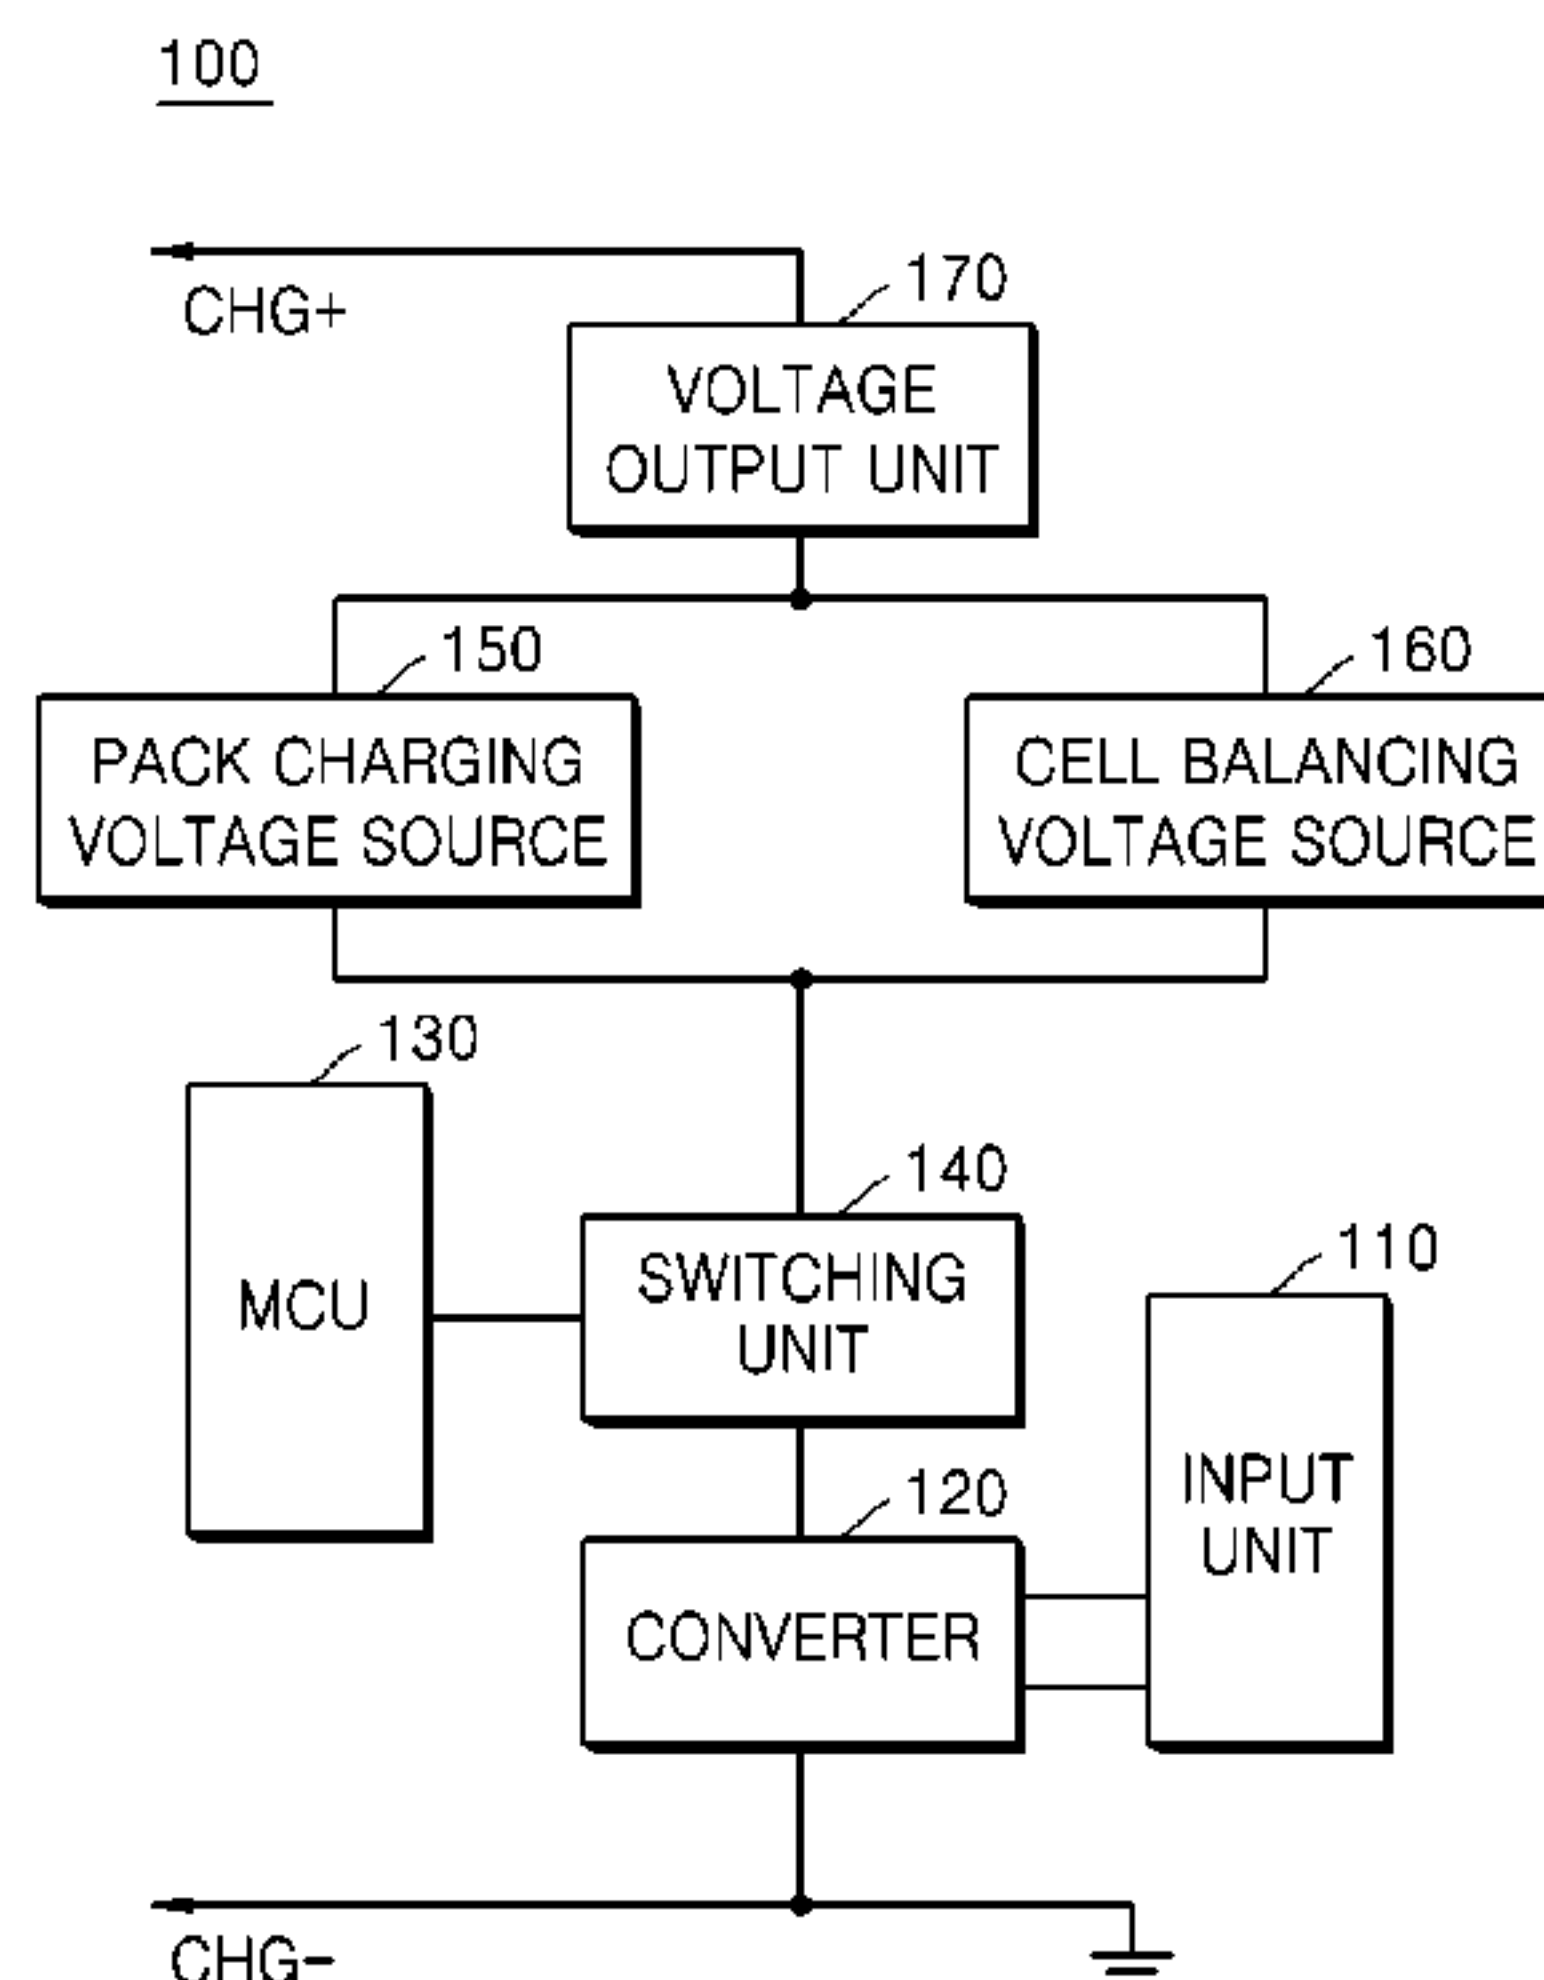 100
CHG+
170
VOLTAGE
OUTPUT UNIT
150
160
PACK CHARGING
VOLTAGE SOURCE
CELL BALANCING
VOLTAGE SOURCE
130
MCU
140
SWITCHING
UNIT
110
INPUT
UNIT
120
CONVERTER
CHG-